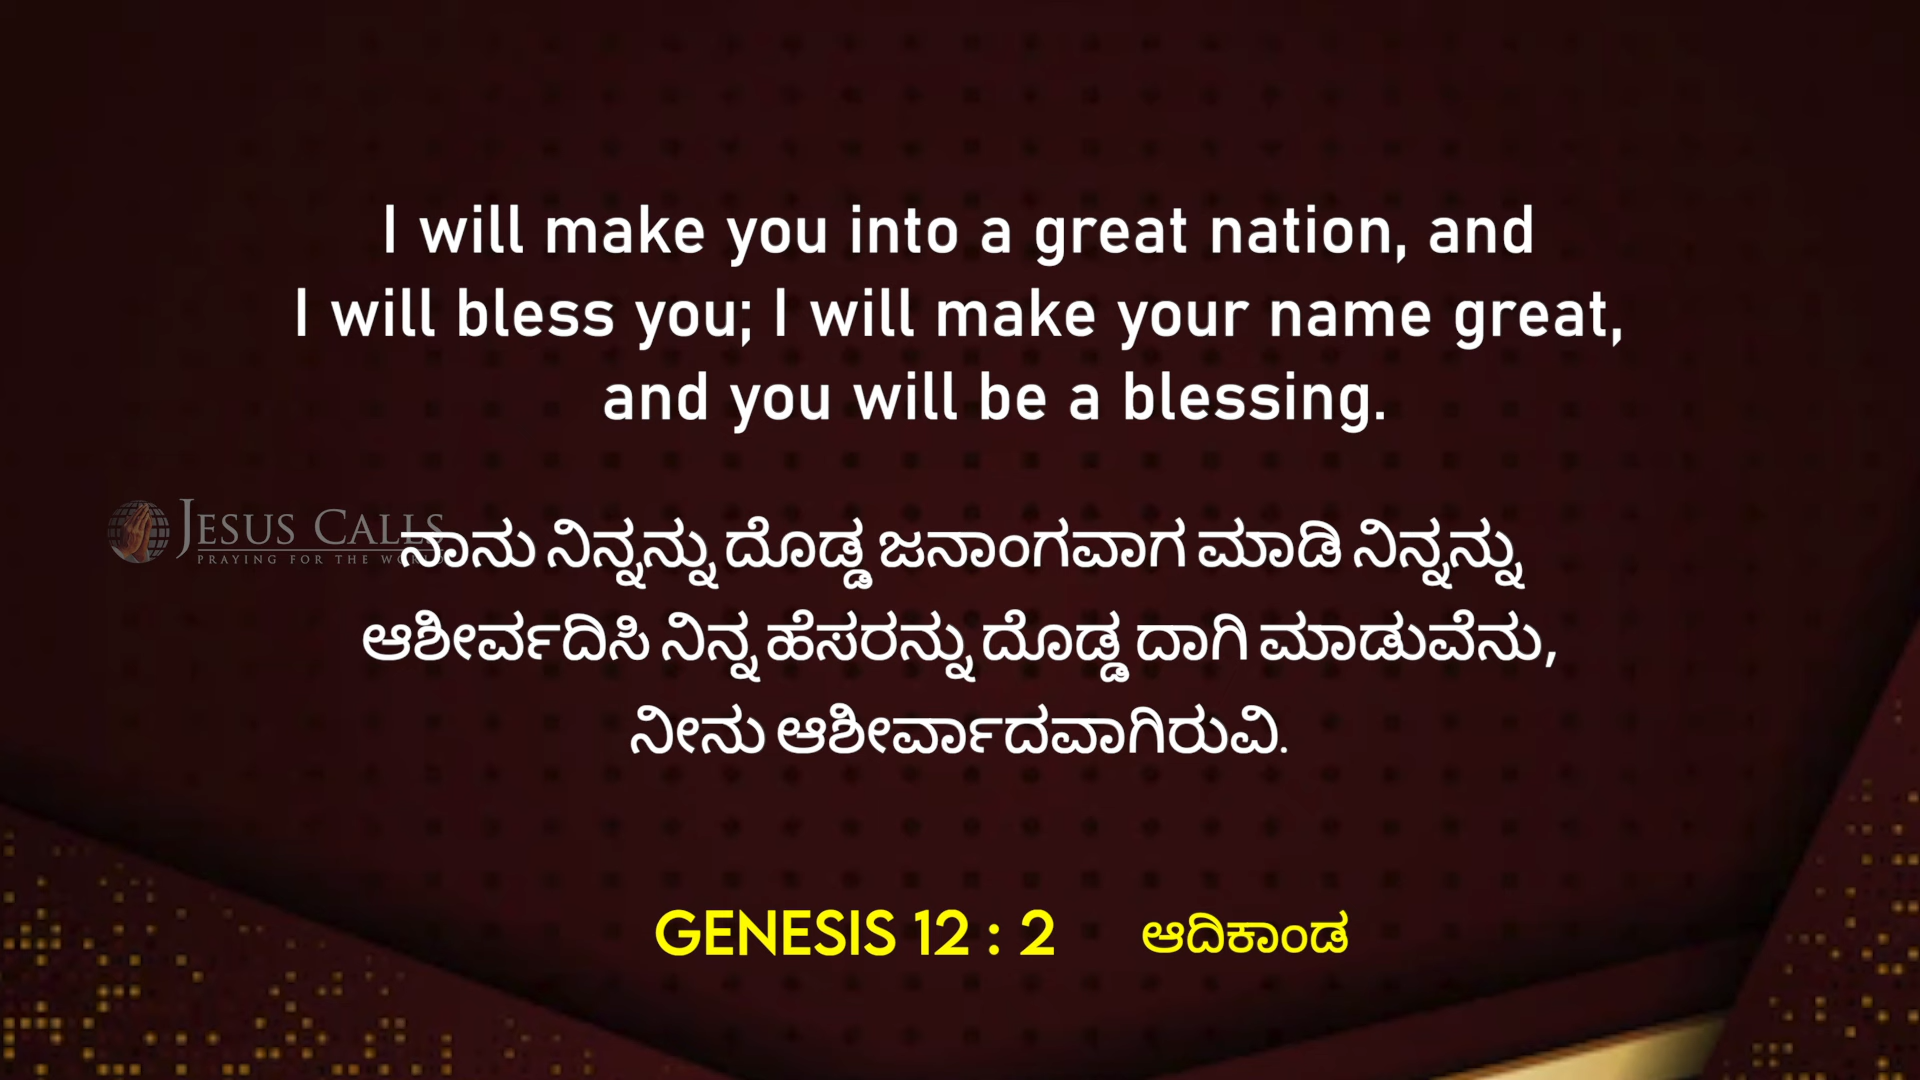 I will make you into a great nation, and
I will bless you; I will make your name great,
and you will be a blessing.
JESUS CALLS
PRAYING FOR THE WORLD
ನಾನು ನಿನ್ನನ್ನು ದೊಡ್ಡ ಜನಾಂಗವಾಗ ಮಾಡಿ ನಿನ್ನನ್ನು
ಆಶೀರ್ವದಿಸಿ ನಿನ್ನ ಹೆಸರನ್ನು ದೊಡ್ಡ ದಾಗಿ ಮಾಡುವೆನು,
ನೀನು ಆಶೀರ್ವಾದವಾಗಿರುವಿ.
GENESIS 12 : 2 ಆದಿಕಾಂಡ